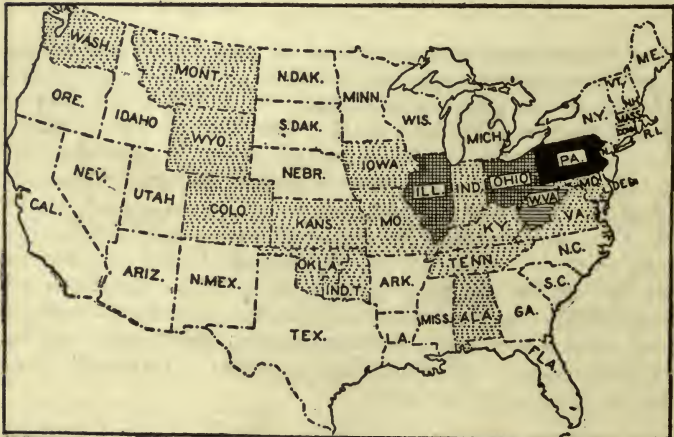 WASH.
MONT.
N.DAK.
MINN.
ORE.
IDAHO
WYO.
S.DAK.
WIS.
MICH.
N.Y.
VT.
N.H.
ME.
MASS.
CON.
R.I.
NEV.
UTAH
COLO.
NEBR.
IOWA
ILL.
IND.
OHIO
PA.
N.J.
W.VA.
MD.
DEL.
VA.
CAL.
KANS.
MO.
KY.
ARIZ.
N.MEX.
OKLA.
IND.T.
ARK.
TENN.
N.C.
S.C.
TEX.
LA.
MISS.
ALA.
GA.
FLA.